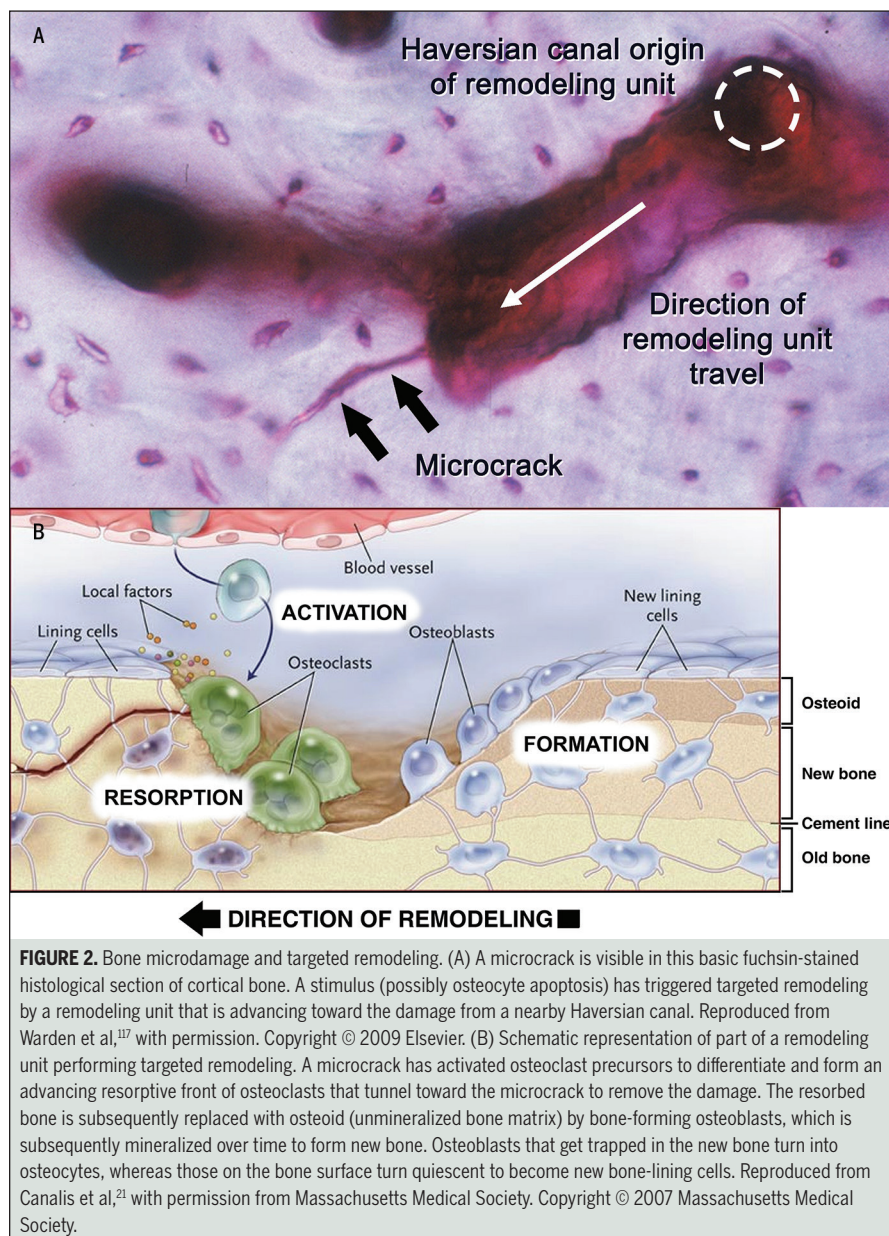 A
Haversian canal origin
of remodeling unit
Direction of
remodeling unit
travel
Microcrack
B
Blood vessel
Local factors
ACTIVATION
New lining
cells
Lining cells
Osteoblasts
Osteoclasts
Osteoid
FORMATION
New bone
RESORPTION
Cement line
Old bone
DIRECTION OF REMODELING
FIGURE 2. Bone microdamage and targeted remodeling. (A) A microcrack is visible in this basic fuchsin-stained
histological section of cortical bone. A stimulus (possibly osteocyte apoptosis) has triggered targeted remodeling
by a remodeling unit that is advancing toward the damage from a nearby Haversian canal. Reproduced from
Warden et al,117 with permission. Copyright © 2009 Elsevier. (B) Schematic representation of part of a remodeling
unit performing targeted remodeling. A microcrack has activated osteoclast precursors to differentiate and form an
advancing resorptive front of osteoclasts that tunnel toward the microcrack to remove the damage. The resorbed
bone is subsequently replaced with osteoid (unmineralized bone matrix) by bone-forming osteoblasts, which is
subsequently mineralized over time to form new bone. Osteoblasts that get trapped in the new bone turn into
osteocytes, whereas those on the bone surface turn quiescent to become new bone-lining cells. Reproduced from
Canalis et al,21 with permission from Massachusetts Medical Society. Copyright © 2007 Massachusetts Medical
Society.